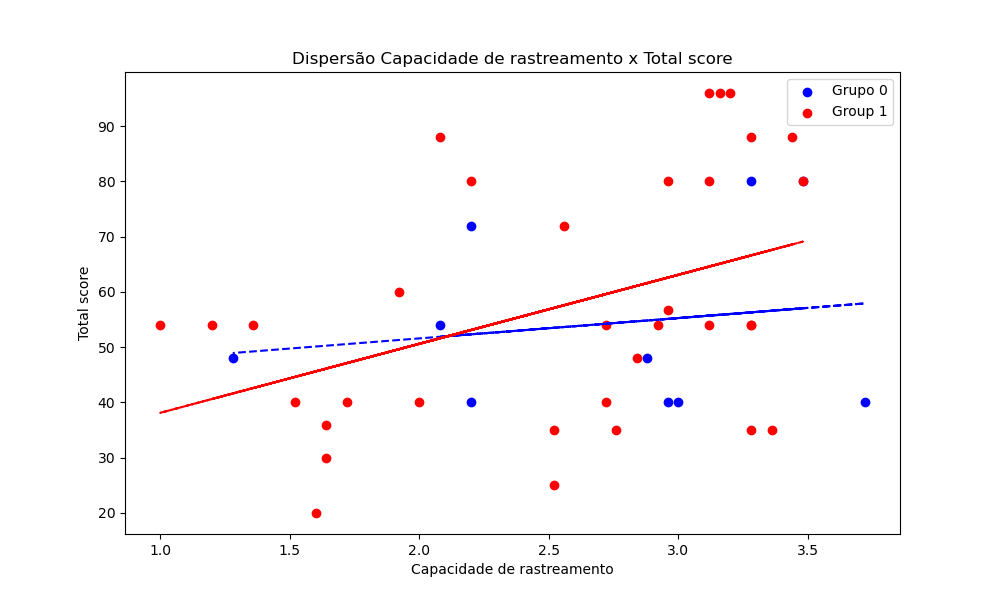 Dispersão Capacidade de rastreamento x Total score
Grupo 0
Group 1
Total score
90
80
70
60
50
40
30
20
1.0 1.5 2.0 2.5 3.0 3.5
Capacidade de rastreamento